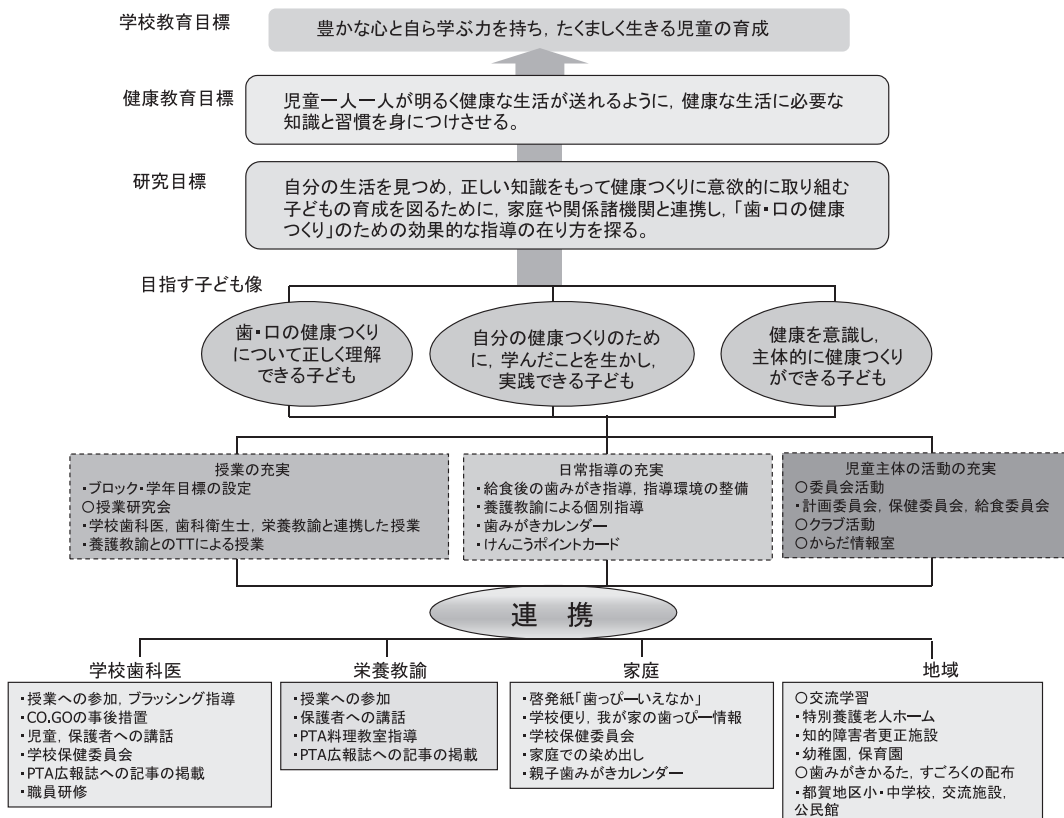 学校教育目標
豊かな心と自ら学ぶ力を持ち，たくましく生きる児童の育成
健康教育目標
児童一人一人が明るく健康な生活が送れるように，健康な生活に必要な
知識と習慣を身につけさせる。
研究目標
自分の生活を見つめ，正しい知識をもって健康つくりに意欲的に取り組む
子どもの育成を図るために，家庭や関係諸機関と連携し，「歯・口の健康
つくり」のための効果的な指導の在り方を探る。
目指す子ども像
歯・口の健康つくり
について正しく理解
できる子ども
自分の健康つくりのため
に，学んだことを生かし，
実践できる子ども
健康を意識し，
主体的に健康つくり
ができる子ども
授業の充実
・ブロック・学年目標の設定
○授業研究会
・学校歯科医，歯科衛生士，栄養教諭と連携した授業
・養護教諭とのTTによる授業
日常指導の充実
・給食後の歯みがき指導，指導環境の整備
・養護教諭による個別指導
・歯みがきカレンダー
・けんこうポイントカード
児童主体の活動の充実
○委員会活動
・計画委員会，保健委員会，給食委員会
○クラブ活動
○からだ情報室
連　携
学校歯科医
・授業への参加，ブラッシング指導
・CO.GOの事後措置
・児童，保護者への講話
・学校保健委員会
・PTA広報誌への記事の掲載
・職員研修
栄養教諭
・授業への参加
・保護者への講話
・PTA料理教室指導
・PTA広報誌への記事の掲載
家庭
・啓発紙「歯っぴーいえなか」
・学校便り，我が家の歯っぴー情報
・学校保健委員会
・家庭での染め出し
・親子歯みがきカレンダー
地域
○交流学習
・特別養護老人ホーム
・知的障害者更正施設
・幼稚園，保育園
○歯みがきかるた，すごろくの配布
・都賀地区小・中学校，交流施設，
公民館